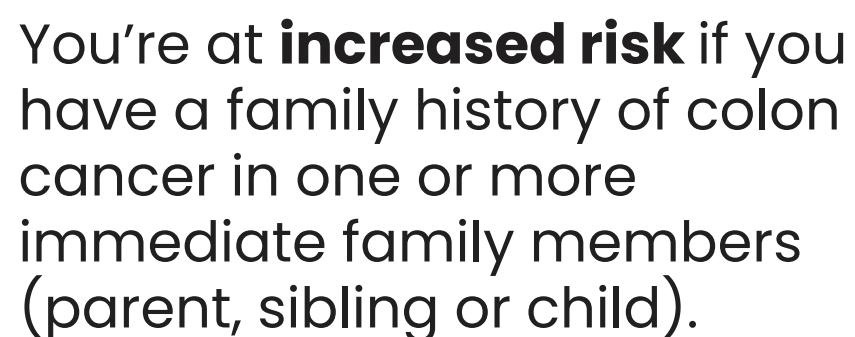 You’re at increased risk if you
have a family history of colon
cancer in one or more
immediate family members
(parent, sibling or child).